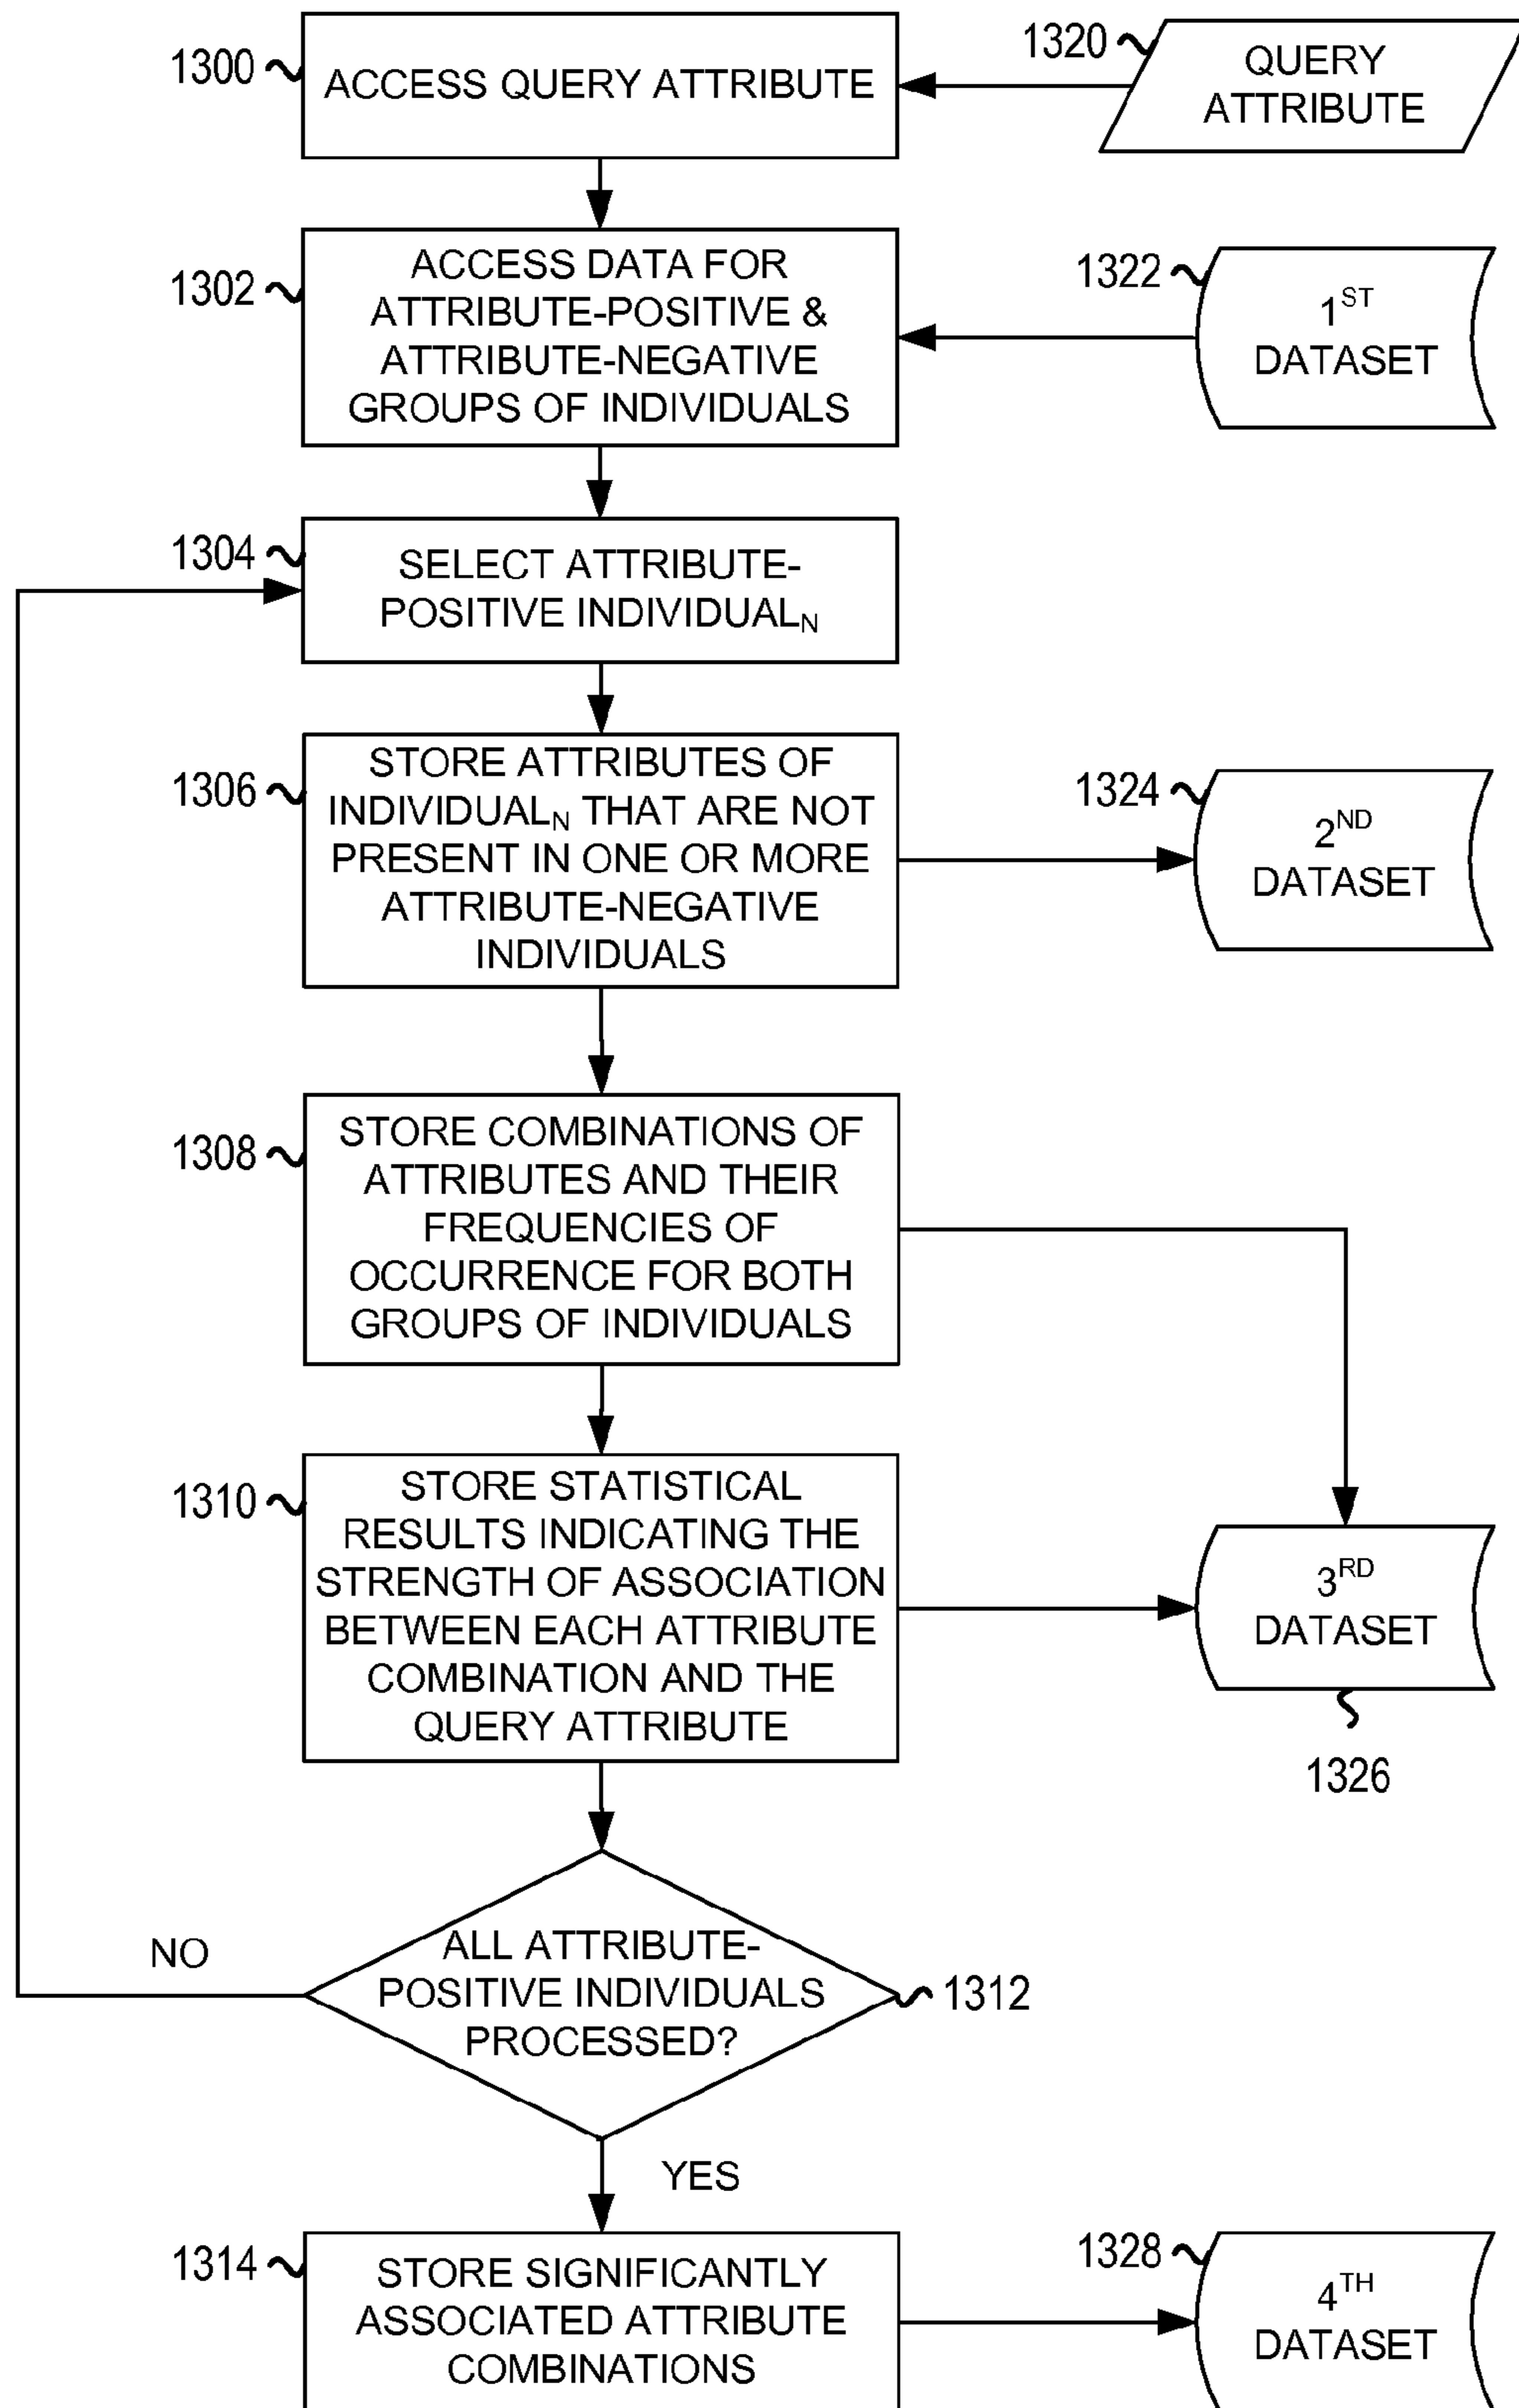 1300
ACCESS QUERY ATTRIBUTE
1320
QUERY
ATTRIBUTE
1302
ACCESS DATA FOR
ATTRIBUTE-POSITIVE &
ATTRIBUTE-NEGATIVE
GROUPS OF INDIVIDUALS
1322
1ST
DATASET
1304
SELECT ATTRIBUTE-
POSITIVE INDIVIDUALN
1306
STORE ATTRIBUTES OF
INDIVIDUALN THAT ARE NOT
PRESENT IN ONE OR MORE
ATTRIBUTE-NEGATIVE
INDIVIDUALS
1324
2ND
DATASET
1308
STORE COMBINATIONS OF
ATTRIBUTES AND THEIR
FREQUENCIES OF
OCCURRENCE FOR BOTH
GROUPS OF INDIVIDUALS
1310
STORE STATISTICAL
RESULTS INDICATING THE
STRENGTH OF ASSOCIATION
BETWEEN EACH ATTRIBUTE
COMBINATION AND THE
QUERY ATTRIBUTE
3RD
DATASET
1326
NO
ALL ATTRIBUTE-
POSITIVE INDIVIDUALS
PROCESSED?
1312
YES
1314
STORE SIGNIFICANTLY
ASSOCIATED ATTRIBUTE
COMBINATIONS
1328
4TH
DATASET